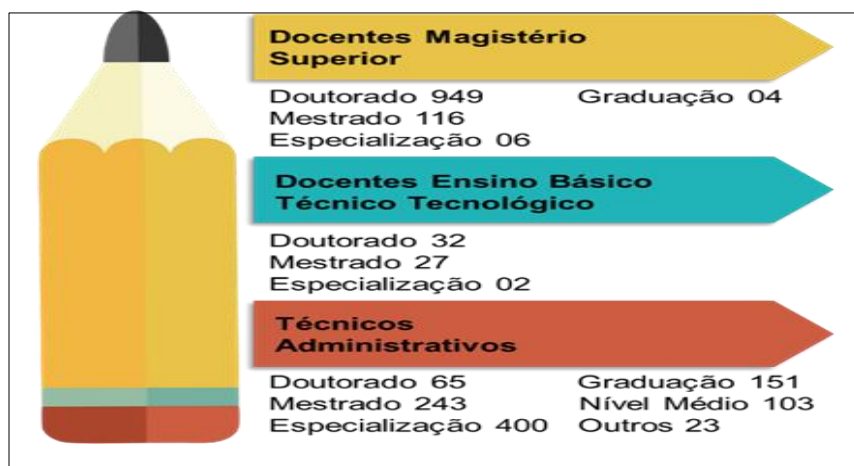 Docentes Magistério
Superior
Doutorado 949 Graduação 04
Mestrado 116
Especialização 06
Docentes Ensino Básico
Técnico Tecnológico
Doutorado 32
Mestrado 27
Especialização 02
Técnicos
Administrativos
Doutorado 65 Graduação 151
Mestrado 243 Nível Médio 103
Especialização 400 Outros 23